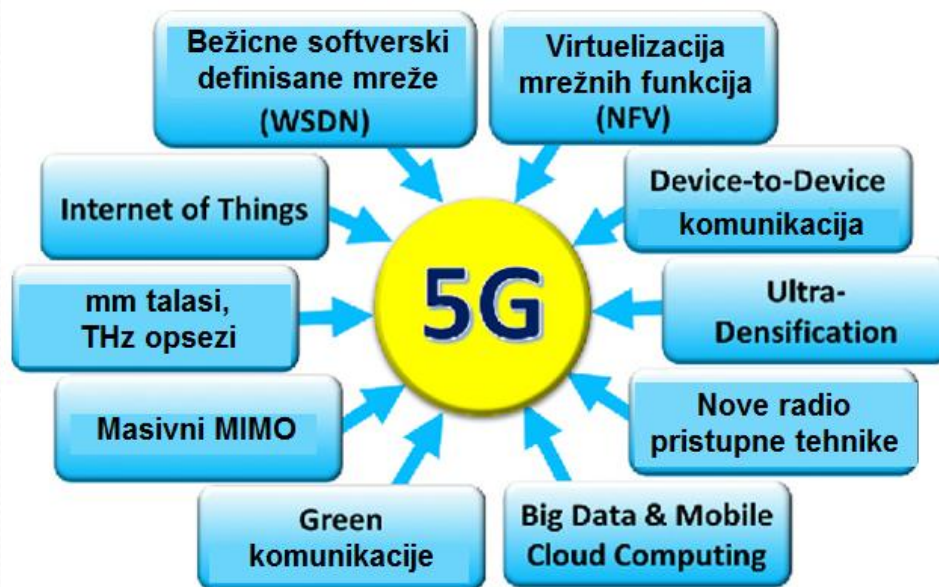 Bežicne softverski
definisane mreže
(WSDN)
Virtuelizacija
mrežnih funkcija
(NFV)
Internet of Things
Device-to-Device
komunikacija
mm talasi,
THz opsezi
5G
Ultra-
Densification
Masivni MIMO
Nove radio
pristupne tehnike
Green
komunikacije
Big Data & Mobile
Cloud Computing